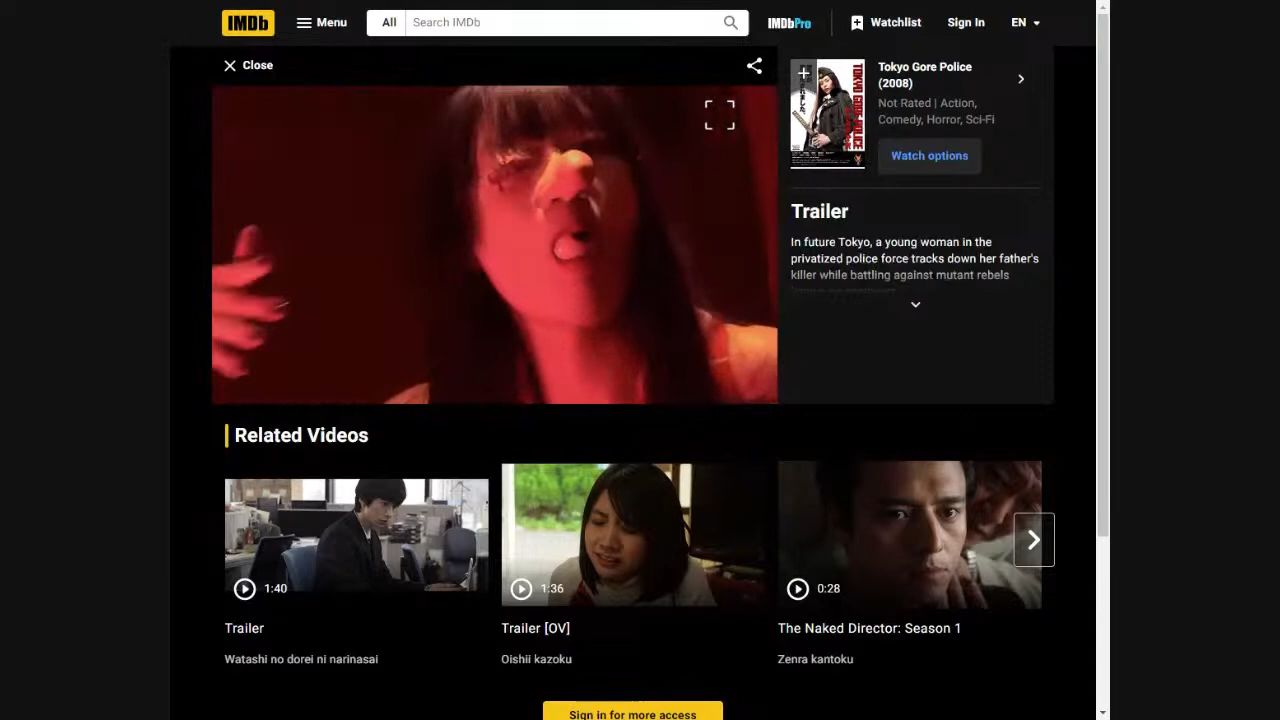 IMDb
Menu
All
Search IMDb
IMDbPro
Watchlist
Sign In
EN
Close
Tokyo Gore Police
(2008)
Not Rated | Action,
Comedy, Horror, Sci-Fi
Watch options
TOKYO GORE POLICE
Trailer
In future Tokyo, a young woman in the
privatized police force tracks down her father's
killer while battling against mutant rebels
Related Videos
1:40
1:36
0:28
Trailer
Trailer [OV]
The Naked Director: Season 1
Watashi no dorei ni narinasai
Oishii kazoku
Zenra kantoku
Sign in for more access